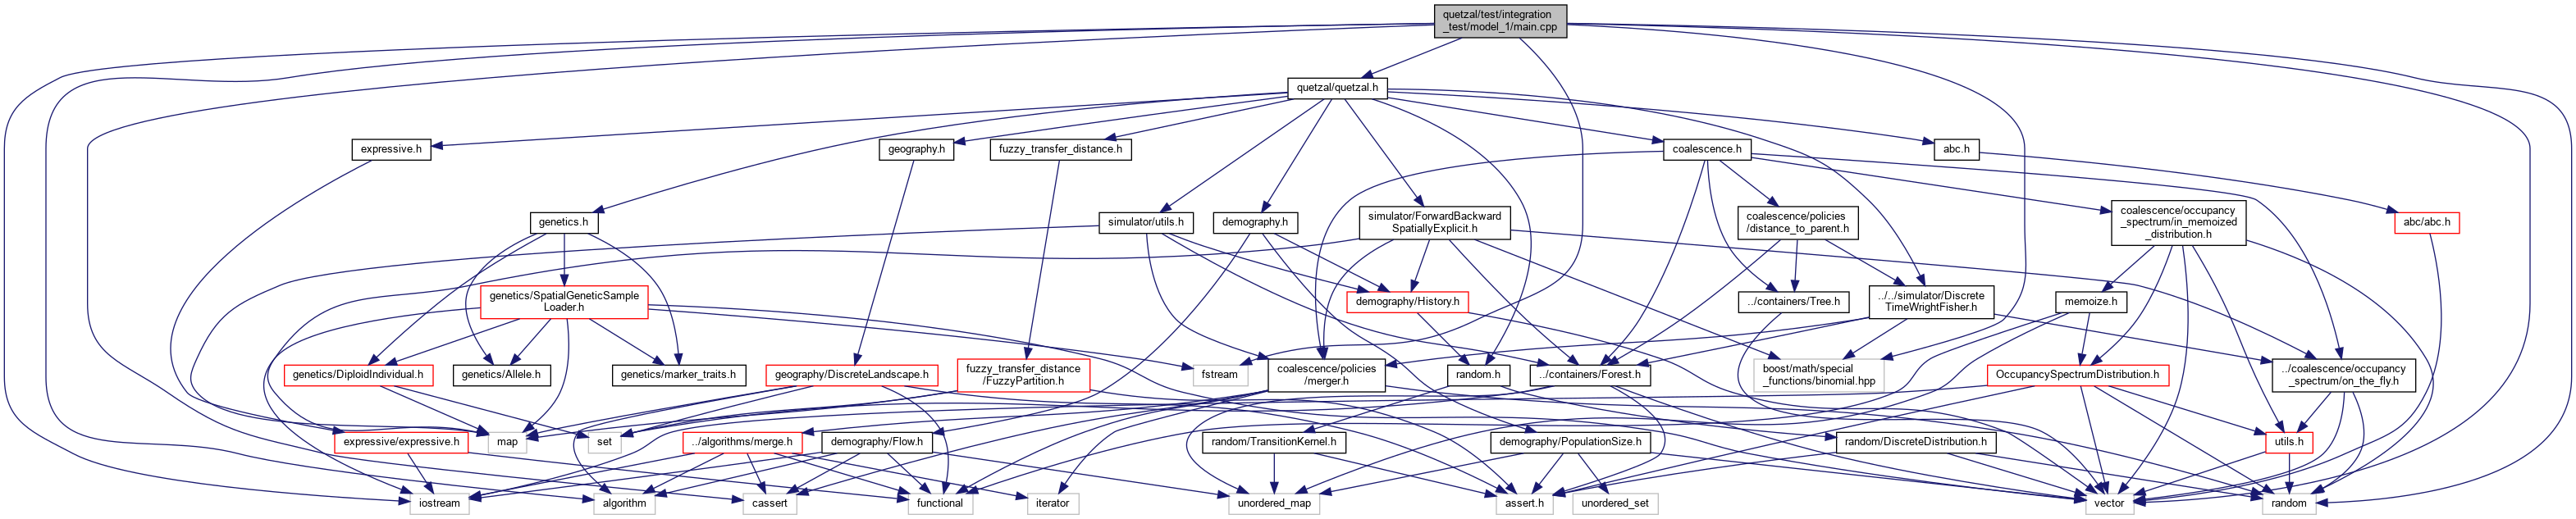 quetzal/test/integration
_test/model_1/main.cpp
quetzal/quetzal.h
expressive.h
geography.h
fuzzy_transfer_distance.h
coalescence.h
abc.h
genetics.h
simulator/utils.h
demography.h
simulator/ForwardBackward
SpatiallyExplicit.h
coalescence/policies
/distance_to_parent.h
coalescence/occupancy
_spectrum/in_memoized
_distribution.h
abc/abc.h
genetics/SpatialGeneticSample
Loader.h
demography/History.h
../containers/Tree.h
../../simulator/Discrete
TimeWrightFisher.h
memoize.h
genetics/DiploidIndividual.h
genetics/Allele.h
genetics/marker_traits.h
geography/DiscreteLandscape.h
fuzzy_transfer_distance
/FuzzyPartition.h
fstream
coalescence/policies
/merger.h
random.h
../containers/Forest.h
boost/math/special
_functions/binomial.hpp
OccupancySpectrumDistribution.h
../coalescence/occupancy
_spectrum/on_the_fly.h
expressive/expressive.h
map
set
../algorithms/merge.h
demography/Flow.h
random/TransitionKernel.h
demography/PopulationSize.h
random/DiscreteDistribution.h
utils.h
iostream
algorithm
cassert
functional
iterator
unordered_map
assert.h
unordered_set
vector
random